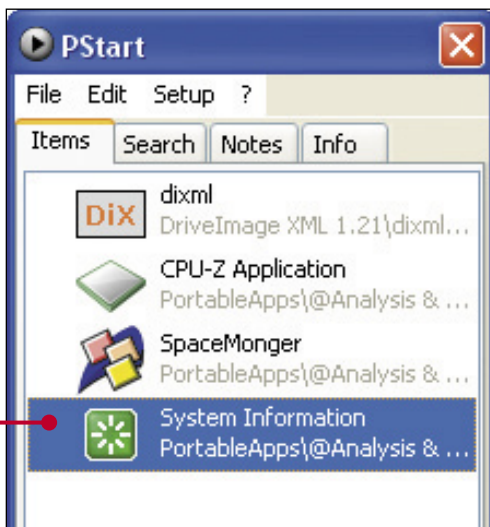 PStart
File Edit Setup ?
Items Search Notes Info
DiX
dixml
DriveImage XML 1.21\dixml...
CPU-Z Application
PortableApps\@Analysis & ...
SpaceMonger
PortableApps\@Analysis & ...
System Information
PortableApps\@Analysis & ...